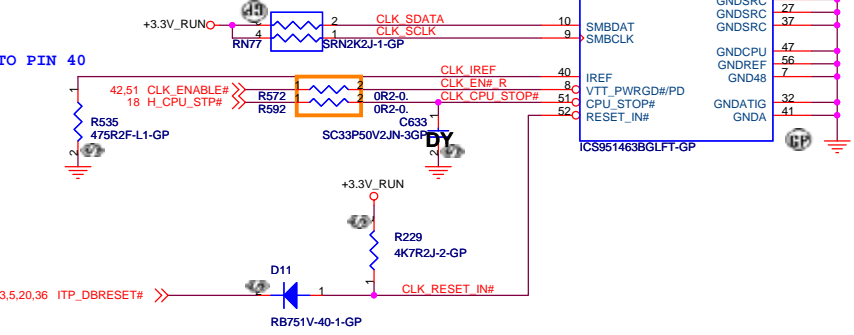 GNDSRC
+3.3V_RUN
2 CLK_SDATA 10 SMBDAT GNDSRC 27
4 1 CLK_SCLK 9 SMBCLK GNDSRC 37
RN77 SRN2K2J-1-GP
GNDCPU 47
TO PIN 40
GNDREF 56
CLK_IREF 40 IREF GND48 7
1 42,51 CLK_ENABLE# 1 2 CLK_EN#_R 8 VTT_PWRGD#/PD
R572 0R2-0.
18 H_CPU_STP# 1 2 CLK_CPU_STOP# 51 CPU_STOP# GNDATIG 32
R592 0R2-0.
52 RESET_IN# GNDA 41
R535 C633 1
475R2F-L1-GP SC33P50V2JN-3GP
DY
2
ICS951463BGLFT-GP
GP
+3.3V_RUN
R229
4K7R2J-2-GP
D11
1
3,5,20,36 ITP_DBRESET# 1 CLK_RESET_IN#
RB751V-40-1-GP